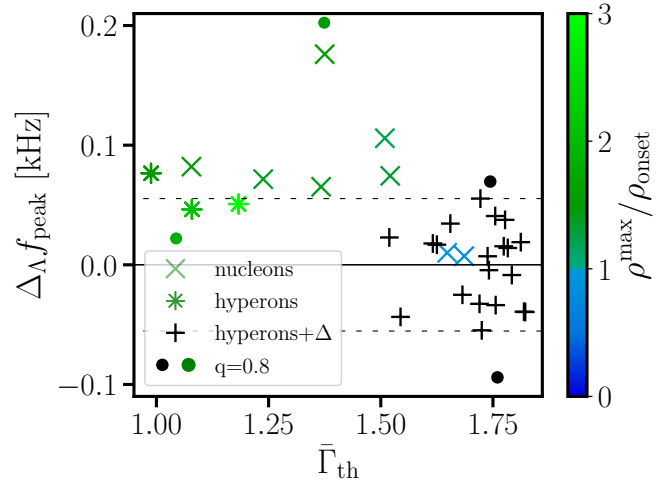 0.2
0.1
0.0
−0.1
Δ_Λ f_peak [kHz]
nucleons
hyperons
hyperons+Δ
q=0.8
1.00 1.25 1.50 1.75
Γ̄_th
3
2
1
0
ρ^max/ρ_onset